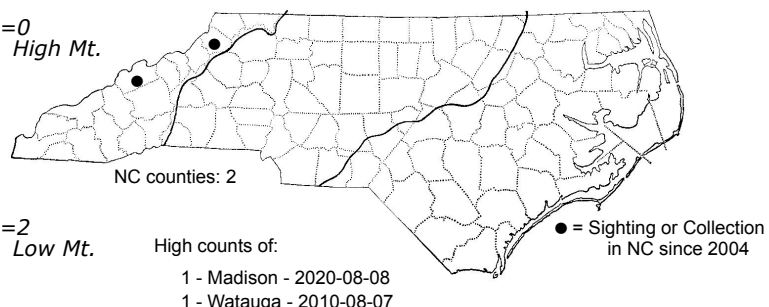 =0
High Mt.
NC counties: 2
=2
Low Mt.
High counts of:
1 - Madison - 2020-08-08
1 - Watauga - 2010-08-07
● = Sighting or Collection
in NC since 2004